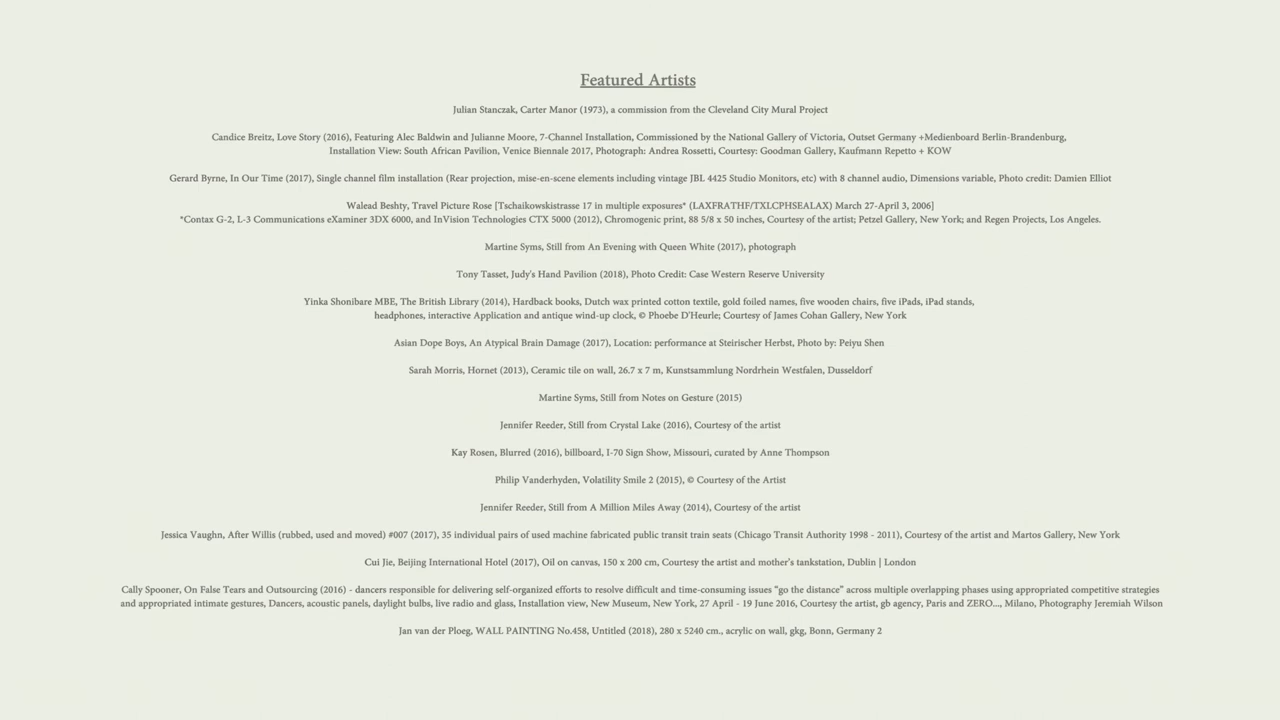 Featured Artists
Julian Stanczak, Carter Manor (1973), a commission from the Cleveland City Mural Project
Candice Breitz, Love Story (2016), Featuring Alec Baldwin and Julianne Moore, 7-Channel Installation, Commissioned by the National Gallery of Victoria, Outset Germany +Medienboard Berlin-Brandenburg,
Installation View: South African Pavilion, Venice Biennale 2017, Photograph: Andrea Rossetti, Courtesy: Goodman Gallery, Kaufmann Repetto + KOW
Gerard Byrne, In Our Time (2017), Single channel film installation (Rear projection, mise-en-scene elements including vintage JBL 4425 Studio Monitors, etc) with 8 channel audio, Dimensions variable, Photo credit: Damien Elliot
Walead Beshty, Travel Picture Rose [Tschaikowskistrasse 17 in multiple exposures* (LAXFRATHF/TXLCPHSEALAX) March 27-April 3, 2006]
*Contax G-2, L-3 Communications eXaminer 3DX 6000, and InVision Technologies CTX 5000 (2012), Chromogenic print, 88 5/8 x 50 inches, Courtesy of the artist; Petzel Gallery, New York; and Regen Projects, Los Angeles.
Martine Syms, Still from An Evening with Queen White (2017), photograph
Tony Tasset, Judy's Hand Pavilion (2018), Photo Credit: Case Western Reserve University
Yinka Shonibare MBE, The British Library (2014), Hardback books, Dutch wax printed cotton textile, gold foiled names, five wooden chairs, five iPads, iPad stands,
headphones, interactive Application and antique wind-up clock, © Phoebe D'Heurle; Courtesy of James Cohan Gallery, New York
Asian Dope Boys, An Atypical Brain Damage (2017), Location: performance at Steirischer Herbst, Photo by: Peiyu Shen
Sarah Morris, Hornet (2013), Ceramic tile on wall, 26.7 x 7 m, Kunstsammlung Nordrhein Westfalen, Dusseldorf
Martine Syms, Still from Notes on Gesture (2015)
Jennifer Reeder, Still from Crystal Lake (2016), Courtesy of the artist
Kay Rosen, Blurred (2016), billboard, I-70 Sign Show, Missouri, curated by Anne Thompson
Philip Vanderhyden, Volatility Smile 2 (2015), © Courtesy of the Artist
Jennifer Reeder, Still from A Million Miles Away (2014), Courtesy of the artist
Jessica Vaughn, After Willis (rubbed, used and moved) #007 (2017), 35 individual pairs of used machine fabricated public transit train seats (Chicago Transit Authority 1998 - 2011), Courtesy of the artist and Martos Gallery, New York
Cui Jie, Beijing International Hotel (2017), Oil on canvas, 150 x 200 cm, Courtesy the artist and mother's tankstation, Dublin | London
Cally Spooner, On False Tears and Outsourcing (2016) - dancers responsible for delivering self-organized efforts to resolve difficult and time-consuming issues “go the distance” across multiple overlapping phases using appropriated competitive strategies
and appropriated intimate gestures, Dancers, acoustic panels, daylight bulbs, live radio and glass, Installation view, New Museum, New York, 27 April - 19 June 2016, Courtesy the artist, gb agency, Paris and ZERO..., Milano, Photography Jeremiah Wilson
Jan van der Ploeg, WALL PAINTING No.458, Untitled (2018), 280 x 5240 cm., acrylic on wall, gkg, Bonn, Germany 2